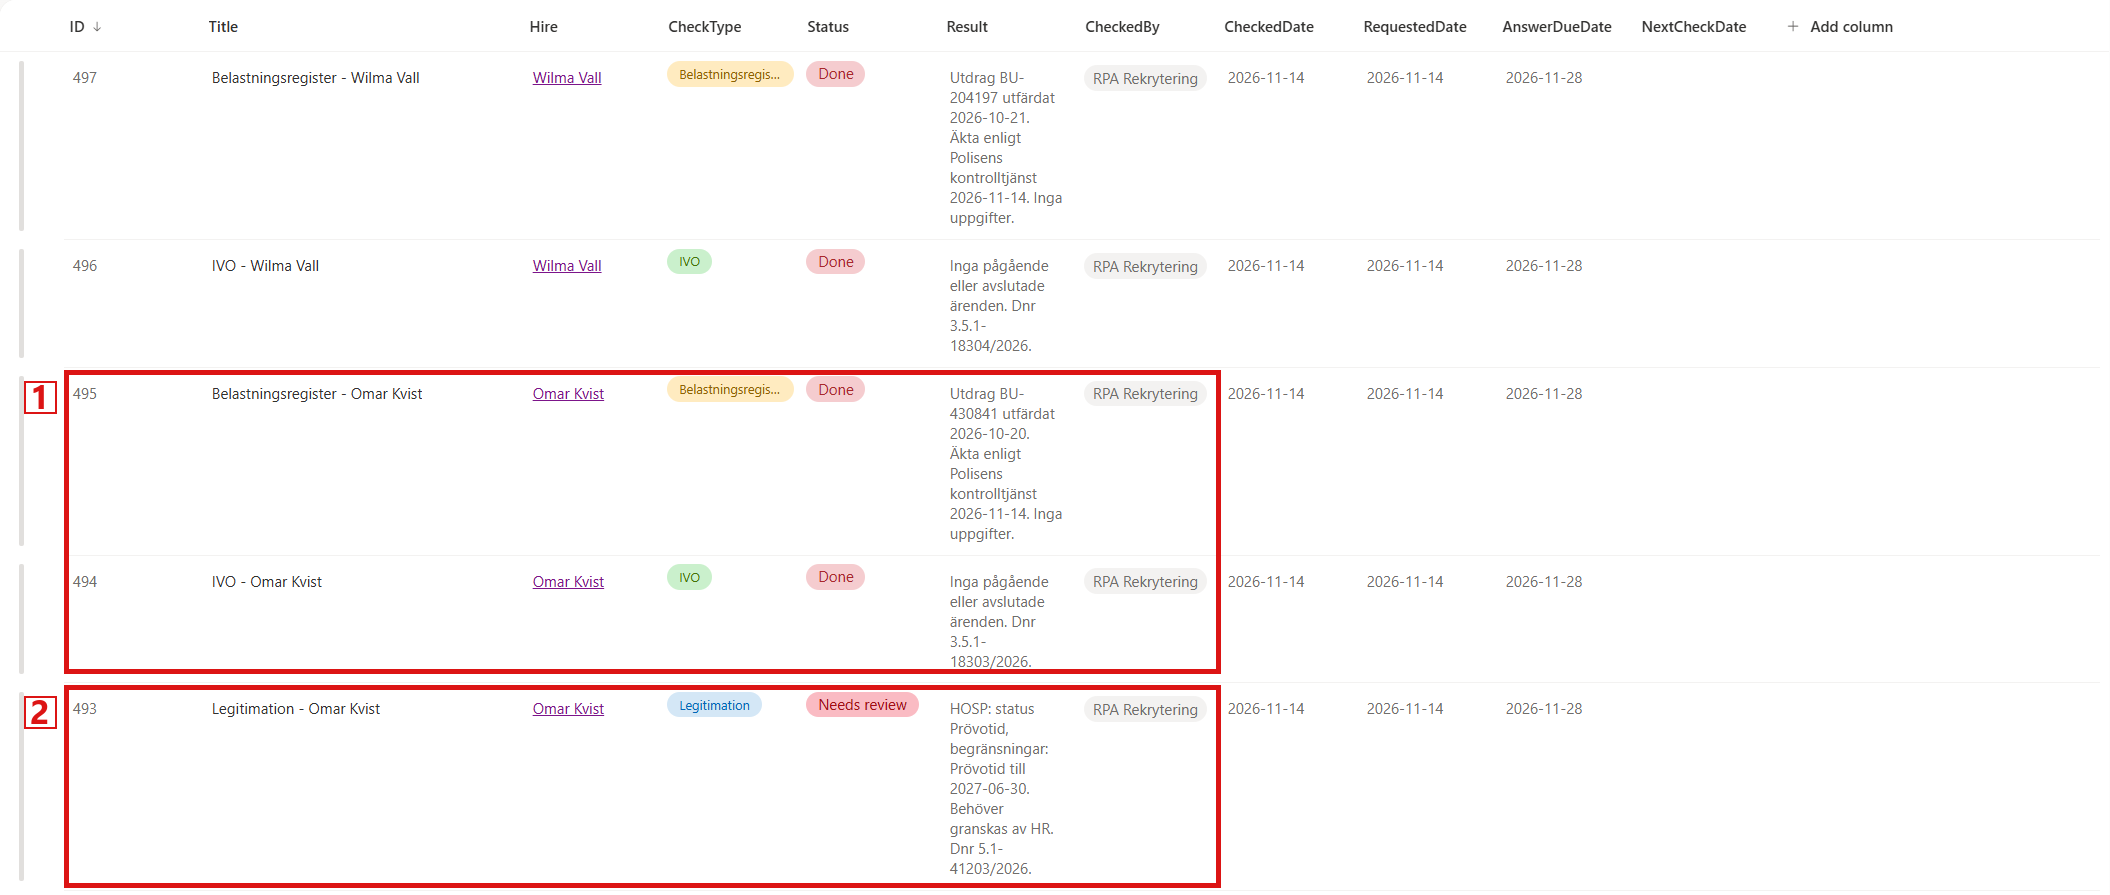 ID ↓ Title Hire CheckType Status Result CheckedBy CheckedDate RequestedDate AnswerDueDate NextCheckDate + Add column
497 Belastningsregister - Wilma Vall Wilma Vall Belastningsregis... Done Utdrag BU- RPA Rekrytering 2026-11-14 2026-11-14 2026-11-28
204197 utfärdat
2026-10-21.
Äkta enligt
Polisens
kontrolltjänst
2026-11-14. Inga
uppgifter.
496 IVO - Wilma Vall Wilma Vall IVO Done Inga pågående RPA Rekrytering 2026-11-14 2026-11-14 2026-11-28
eller avslutade
ärenden. Dnr
3.5.1-
18304/2026.
1 495 Belastningsregister - Omar Kvist Omar Kvist Belastningsregis... Done Utdrag BU- RPA Rekrytering 2026-11-14 2026-11-14 2026-11-28
430841 utfärdat
2026-10-20.
Äkta enligt
Polisens
kontrolltjänst
2026-11-14. Inga
uppgifter.
494 IVO - Omar Kvist Omar Kvist IVO Done Inga pågående RPA Rekrytering 2026-11-14 2026-11-14 2026-11-28
eller avslutade
ärenden. Dnr
3.5.1-
18303/2026.
2 493 Legitimation - Omar Kvist Omar Kvist Legitimation Needs review HOSP: status RPA Rekrytering 2026-11-14 2026-11-14 2026-11-28
Prövotid,
begränsningar:
Prövotid till
2027-06-30.
Behöver
granskas av HR.
Dnr 5.1-
41203/2026.